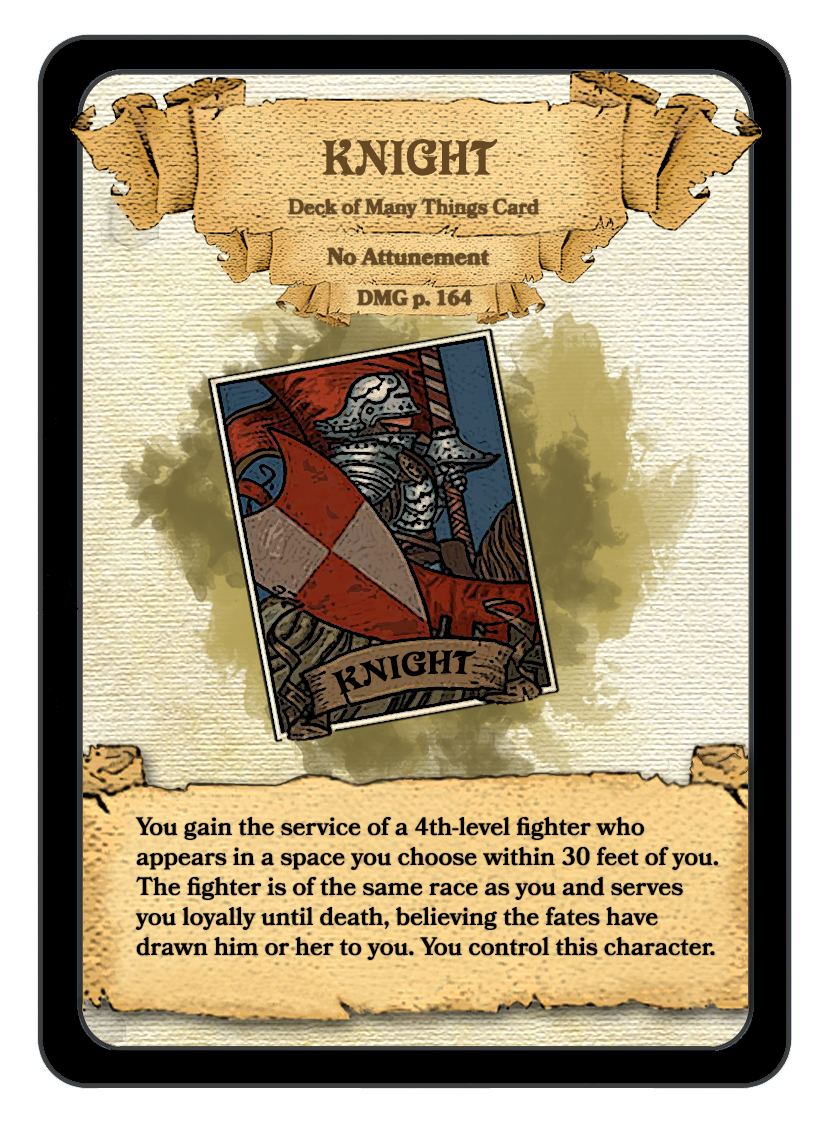 KNIGHT
Deck of Many Things Card
No Attunement
DMG p. 164
KNIGHT
You gain the service of a 4th-level fighter who
appears in a space you choose within 30 feet of you.
The fighter is of the same race as you and serves
you loyally until death, believing the fates have
drawn him or her to you. You control this character.